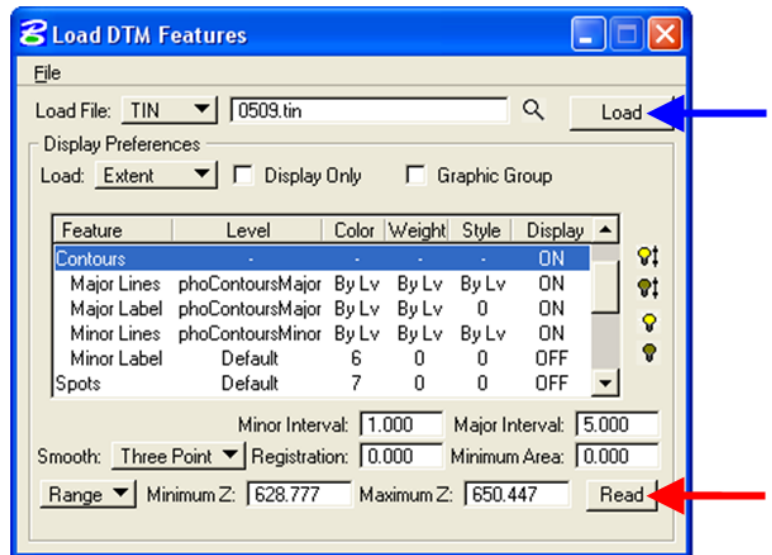 Load DTM Features
File
Load File: TIN 0509.tin Load
Display Preferences
Load: Extent Display Only Graphic Group
Feature Level Color Weight Style Display
Contours - - - - ON
Major Lines phoContoursMajor By Lv By Lv By Lv ON
Major Label phoContoursMajor By Lv By Lv 0 ON
Minor Lines phoContoursMinor By Lv By Lv By Lv ON
Minor Label Default 6 0 0 OFF
Spots Default 7 0 0 OFF
Minor Interval: 1.000 Major Interval: 5.000
Smooth: Three Point Registration: 0.000 Minimum Area: 0.000
Range Minimum Z: 628.777 Maximum Z: 650.447 Read